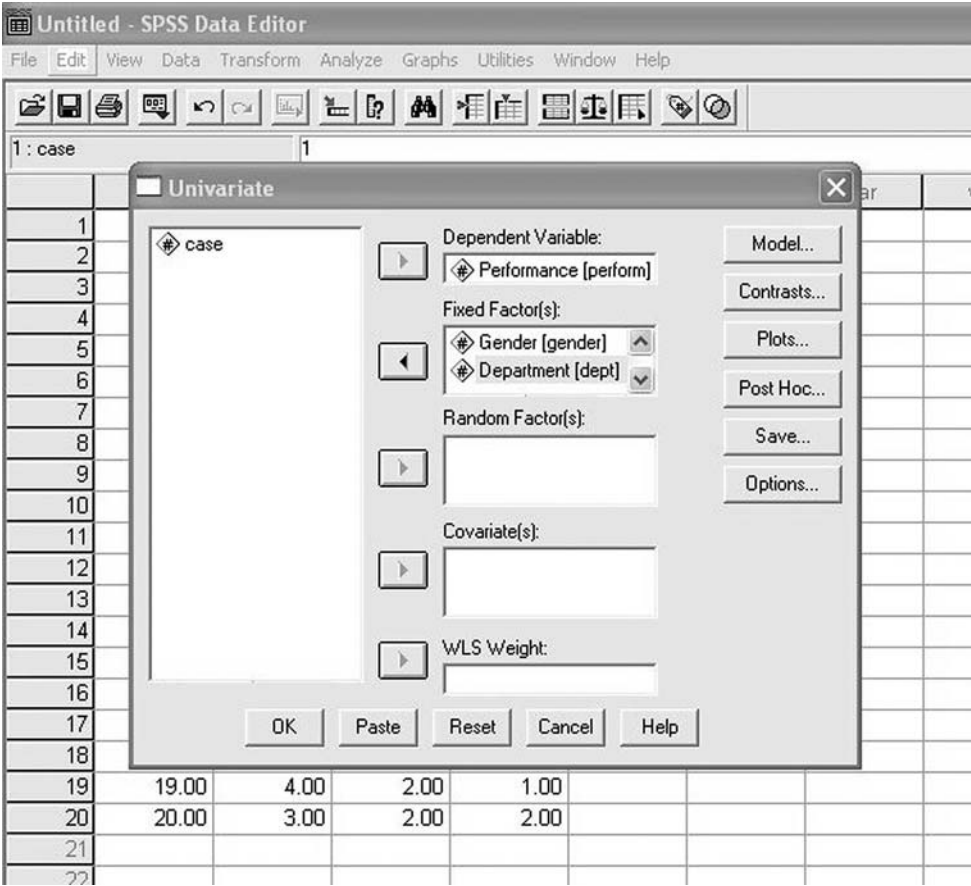 Untitled - SPSS Data Editor
File Edit View Data Transform Analyze Graphs Utilities Window Help
1 : case 1
Univariate
ar
1
2
3
4
5
6
7
8
9
10
11
12
13
14
15
16
17
18
case
Dependent Variable:
Performance [perform]
Fixed Factor(s):
Gender [gender]
Department [dept]
Random Factor(s):
Covariate(s):
WLS Weight:
Model...
Contrasts...
Plots...
Post Hoc...
Save...
Options...
OK Paste Reset Cancel Help
19 19.00 4.00 2.00 1.00
20 20.00 3.00 2.00 2.00
21
22